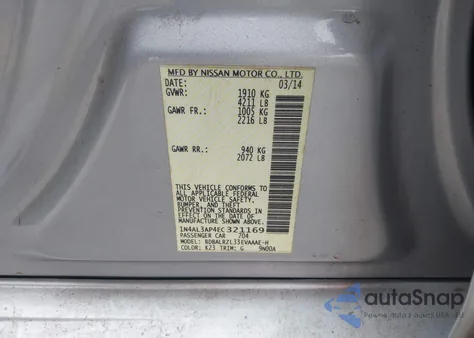 MFD BY NISSAN MOTOR CO., LTD.
DATE: 03/14
GVWR: 1910 KG
4211 LB
GAWR FR.: 1005 KG
2216 LB
GAWR RR.: 940 KG
2072 LB
THIS VEHICLE CONFORMS TO ALL
APPLICABLE FEDERAL
MOTOR VEHICLE SAFETY,
BUMPER, AND THEFT
PREVENTION STANDARDS
IN EFFECT ON THE DATE OF
MANUFACTURE SHOWN ABOVE.
1N4AL3AP4EC321169
PASSENGER CAR 704
MODEL: BDBALRZL33EVAAAE-H
COLOR: K23 TRIM: G 9N00A
autoSnap